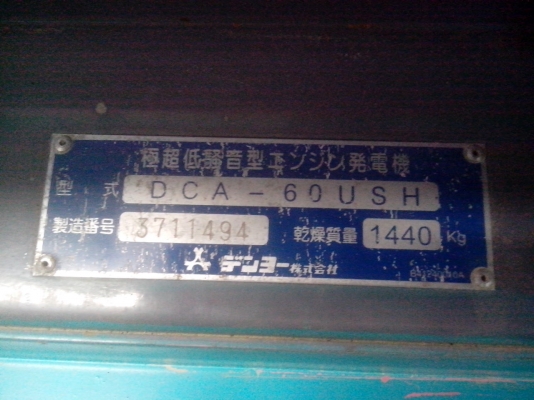 極超低騒音型エンジン発電機
型式 DCA-60USH
製造番号 3711494 乾燥質量 1440 Kg
デンヨー株式会社